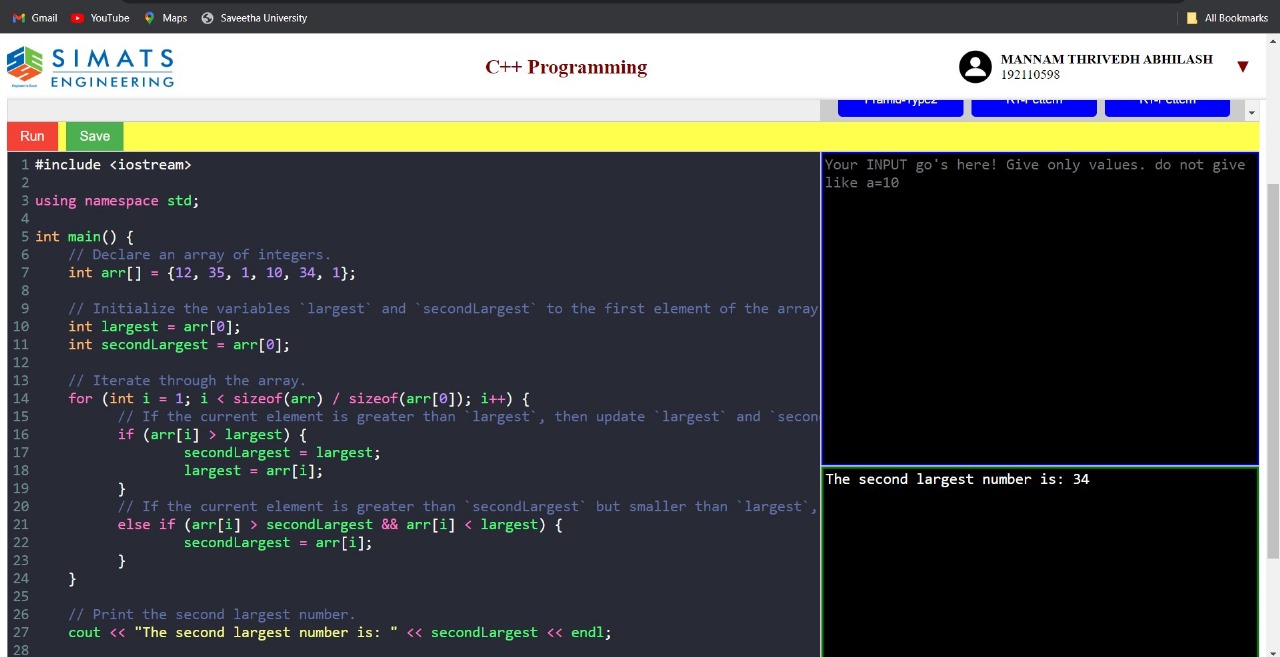 Gmail YouTube Maps Saveetha University All Bookmarks
SIMATS
ENGINEERING
C++ Programming
MANNAM THRIVEDH ABHILASH
192110598
Run Save
1 #include <iostream>
2
3 using namespace std;
4
5 int main() {
6 // Declare an array of integers.
7 int arr[] = {12, 35, 1, 10, 34, 1};
8
9 // Initialize the variables `largest` and `secondLargest` to the first element of the array
10 int largest = arr[0];
11 int secondLargest = arr[0];
12
13 // Iterate through the array.
14 for (int i = 1; i < sizeof(arr) / sizeof(arr[0]); i++) {
15 // If the current element is greater than `largest`, then update `largest` and `secon
16 if (arr[i] > largest) {
17 secondLargest = largest;
18 largest = arr[i];
19 }
20 // If the current element is greater than `secondLargest` but smaller than `largest`,
21 else if (arr[i] > secondLargest && arr[i] < largest) {
22 secondLargest = arr[i];
23 }
24 }
25
26 // Print the second largest number.
27 cout << "The second largest number is: " << secondLargest << endl;
28
Your INPUT go's here! Give only values. do not give
like a=10
The second largest number is: 34